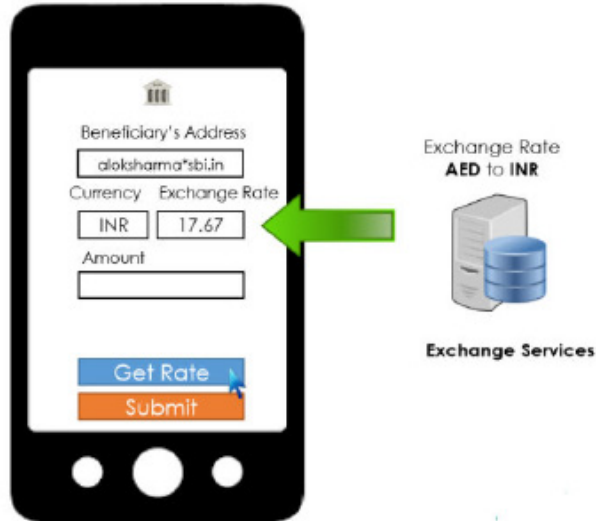 Beneficiary's Address
aloksharma*sbi.in
Currency Exchange Rate
INR 17.67
Amount
Get Rate
Submit
Exchange Rate
AED to INR
Exchange Services